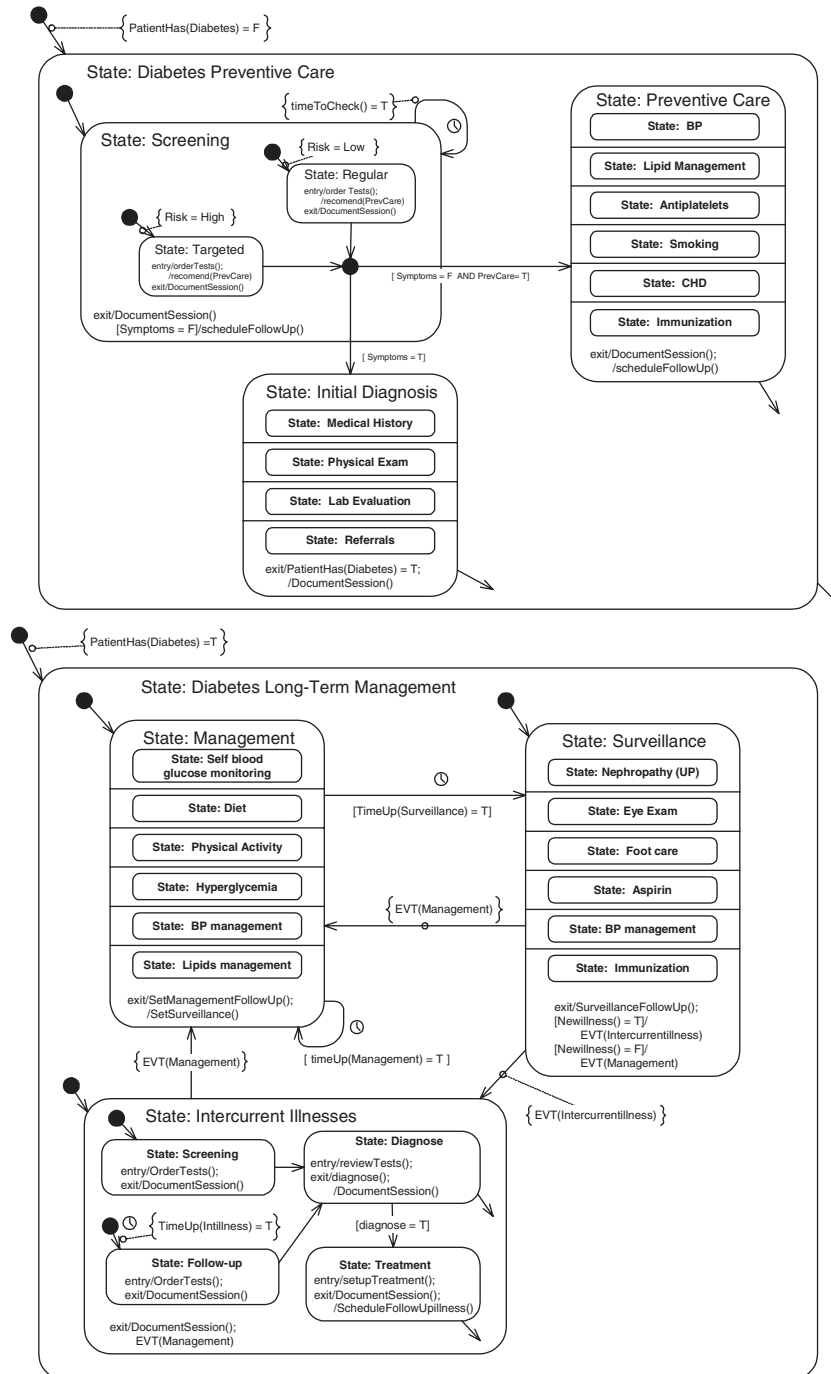 { PatientHas(Diabetes) = F }
State: Diabetes Preventive Care
{ timeToCheck() = T }
State: Screening
{Risk = Low }
State: Regular
entry/order Tests();
/recomend(PrevCare)
exit/DocumentSession()
{ Risk = High }
State: Targeted
entry/orderTests();
/recomend(PrevCare)
exit/DocumentSession()
exit/DocumentSession()
[Symptoms = F]/scheduleFollowUp()
[ Symptoms = F AND PrevCare= T]
[ Symptoms = T]
State: Preventive Care
State: BP
State: Lipid Management
State: Antiplatelets
State: Smoking
State: CHD
State: Immunization
exit/DocumentSession();
/scheduleFollowUp()
State: Initial Diagnosis
State: Medical History
State: Physical Exam
State: Lab Evaluation
State: Referrals
exit/PatientHas(Diabetes) = T;
/DocumentSession()
{ PatientHas(Diabetes) =T }
State: Diabetes Long-Term Management
State: Management
State: Self blood
glucose monitoring
State: Diet
State: Physical Activity
State: Hyperglycemia
State: BP management
State: Lipids management
exit/SetManagementFollowUp();
/SetSurveillance()
[TimeUp(Surveillance) = T]
{ EVT(Management) }
[ timeUp(Management) = T ]
State: Surveillance
State: Nephropathy (UP)
State: Eye Exam
State: Foot care
State: Aspirin
State: BP management
State: Immunization
exit/SurveillanceFollowUp();
[Newillness() = T]/
EVT(Intercurrentillness)
[Newillness() = F]/
EVT(Management)
{ EVT(Management) }
{ EVT(Intercurrentillness) }
State: Intercurrent Illnesses
State: Screening
entry/OrderTests();
exit/DocumentSession()
State: Diagnose
entry/reviewTests();
exit/diagnose();
/DocumentSession()
{ TimeUp(Intillness) = T }
[diagnose = T]
State: Follow-up
entry/OrderTests();
exit/DocumentSession()
State: Treatment
entry/setupTreatment();
exit/DocumentSession();
/ScheduleFollowUpillness()
exit/DocumentSession();
EVT(Management)